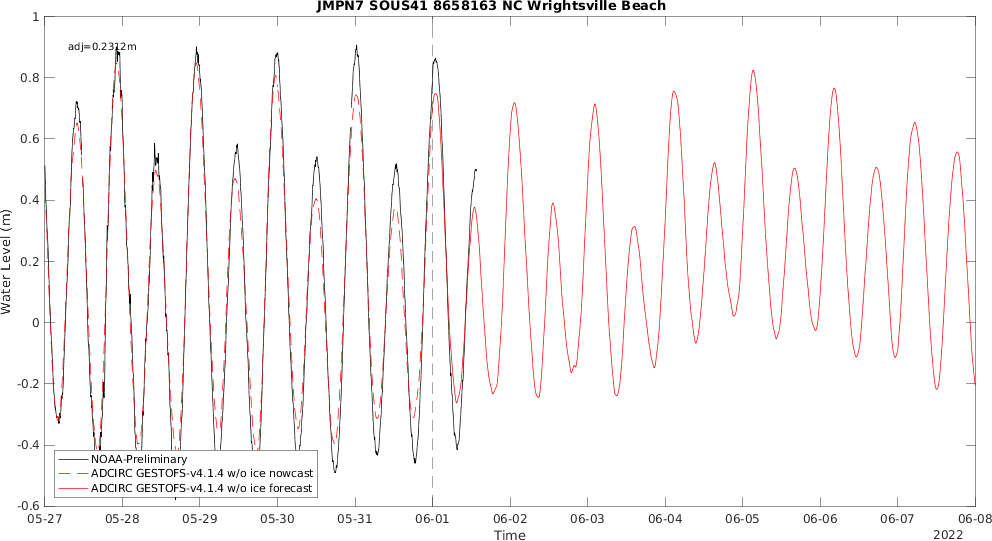 JMPN7 SOUS41 8658163 NC Wrightsville Beach
adj=0.2312m
1
0.8
0.6
0.4
0.2
0
-0.2
-0.4
-0.6
Water Level (m)
NOAA-Preliminary
ADCIRC GESTOFS-v4.1.4 w/o ice nowcast
ADCIRC GESTOFS-v4.1.4 w/o ice forecast
05-27 05-28 05-29 05-30 05-31 06-01 06-02 06-03 06-04 06-05 06-06 06-07 06-08
Time
2022